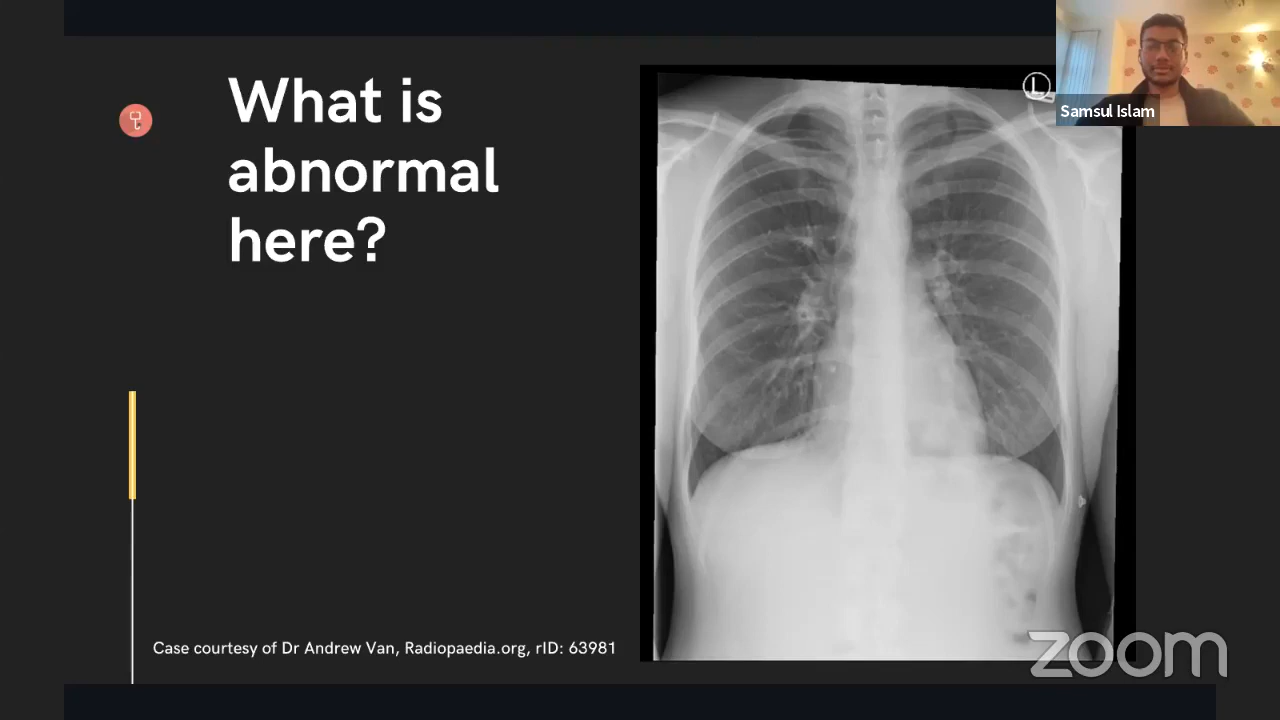 What is
abnormal
here?
L
Samsul Islam
Case courtesy of Dr Andrew Van, Radiopaedia.org, rID: 63981
zoom